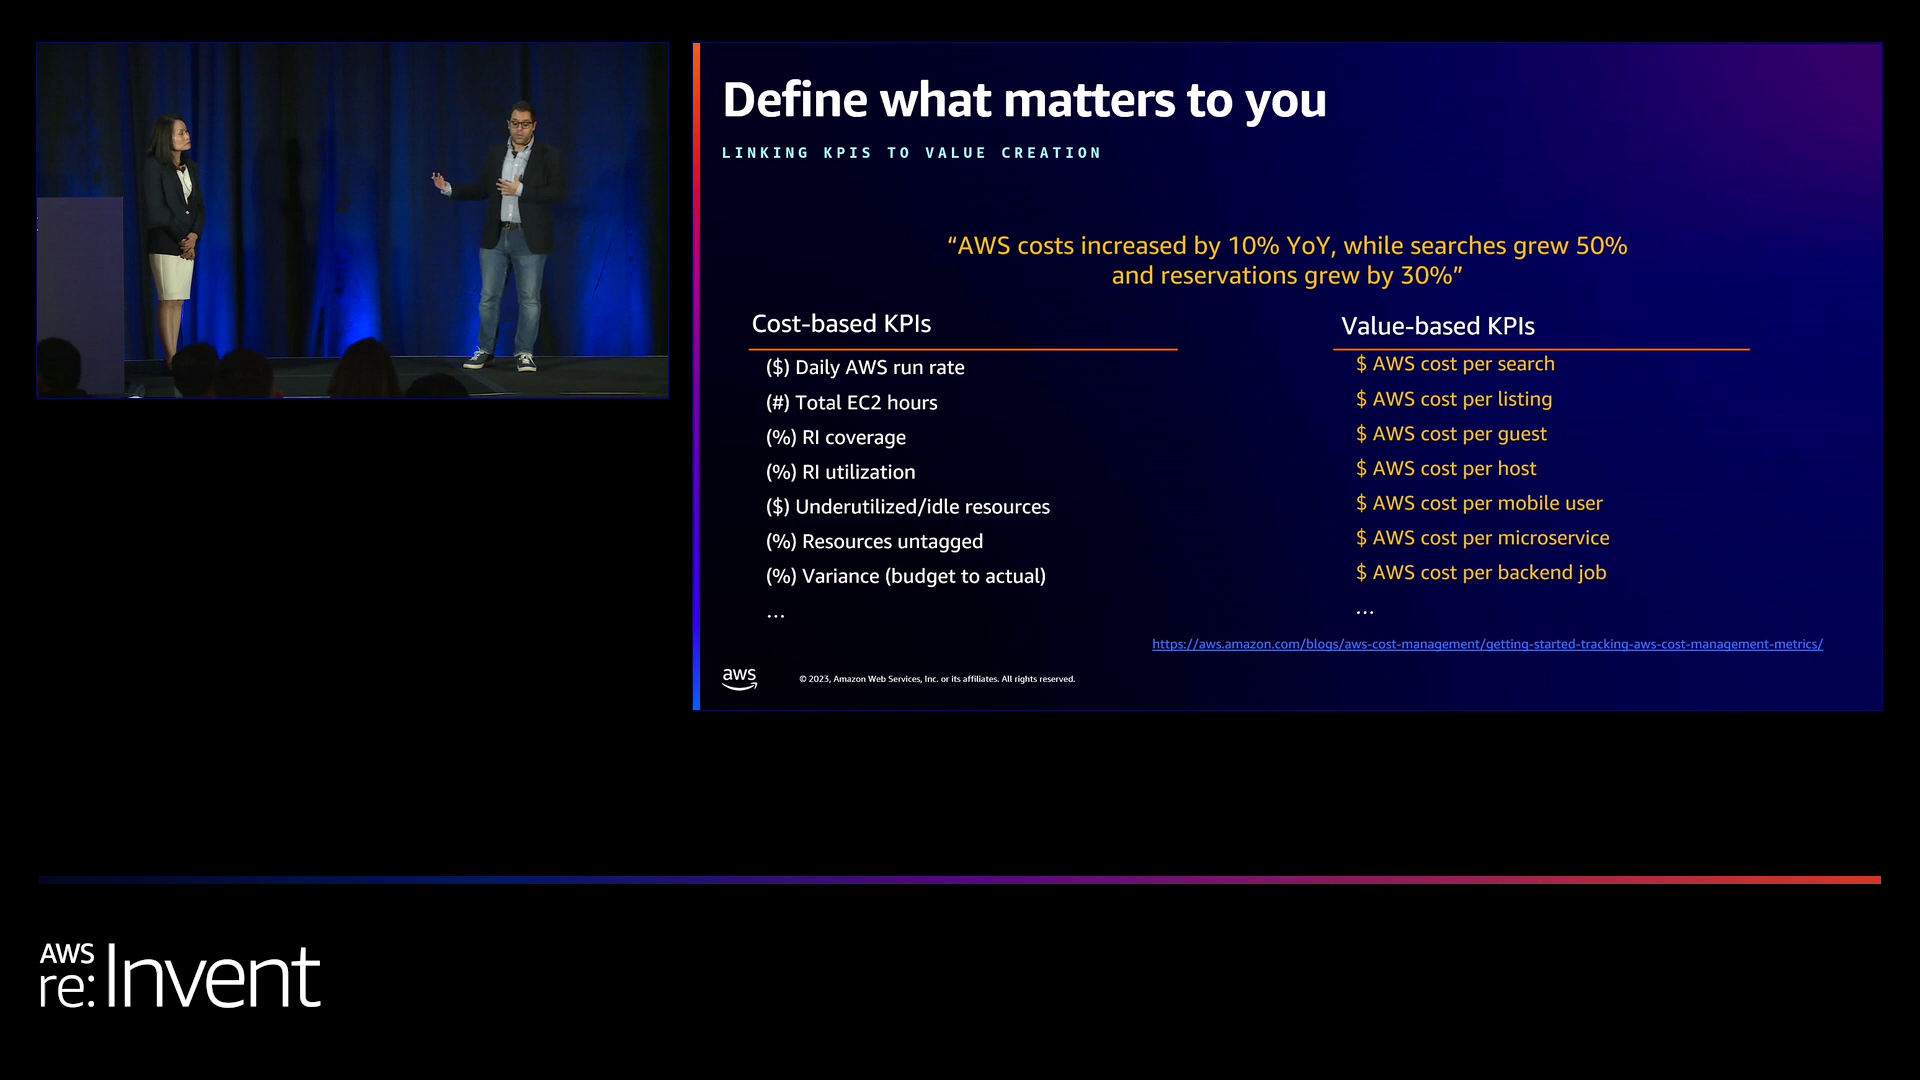 Define what matters to you
LINKING KPIS TO VALUE CREATION
“AWS costs increased by 10% YoY, while searches grew 50%
and reservations grew by 30%”
Cost-based KPIs
($) Daily AWS run rate
(#) Total EC2 hours
(%) RI coverage
(%) RI utilization
($) Underutilized/idle resources
(%) Resources untagged
(%) Variance (budget to actual)
...
Value-based KPIs
$ AWS cost per search
$ AWS cost per listing
$ AWS cost per guest
$ AWS cost per host
$ AWS cost per mobile user
$ AWS cost per microservice
$ AWS cost per backend job
...
https://aws.amazon.com/blogs/aws-cost-management/getting-started-tracking-aws-cost-management-metrics/
aws
© 2023, Amazon Web Services, Inc. or its affiliates. All rights reserved.
AWS
re:Invent